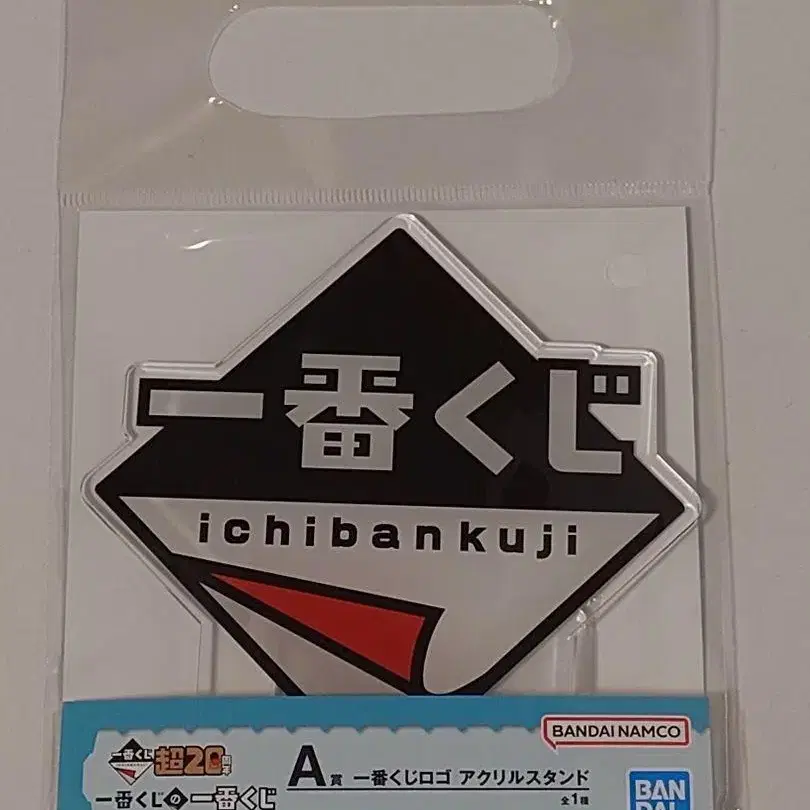 一番くじ
ichibankuji
BANDAI NAMCO
一番くじ
超20周年
A賞 一番くじロゴ アクリルスタンド
全1種
一番くじの一番くじ
BAN
DAI